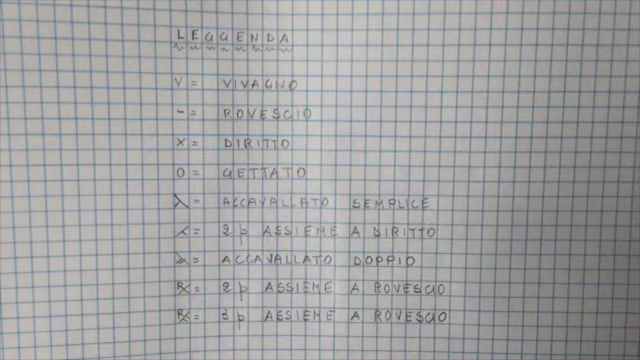 LEGGENDA
V = VIVAGNO
- = ROVESCIO
X = DIRITTO
O = GETTATO
λ = ACCAVALLATO SEMPLICE
= 2 p ASSIEME A DIRITTO
= ACCAVALLATO DOPPIO
= 2 p ASSIEME A ROVESCIO
= 3 p ASSIEME A ROVESCIO